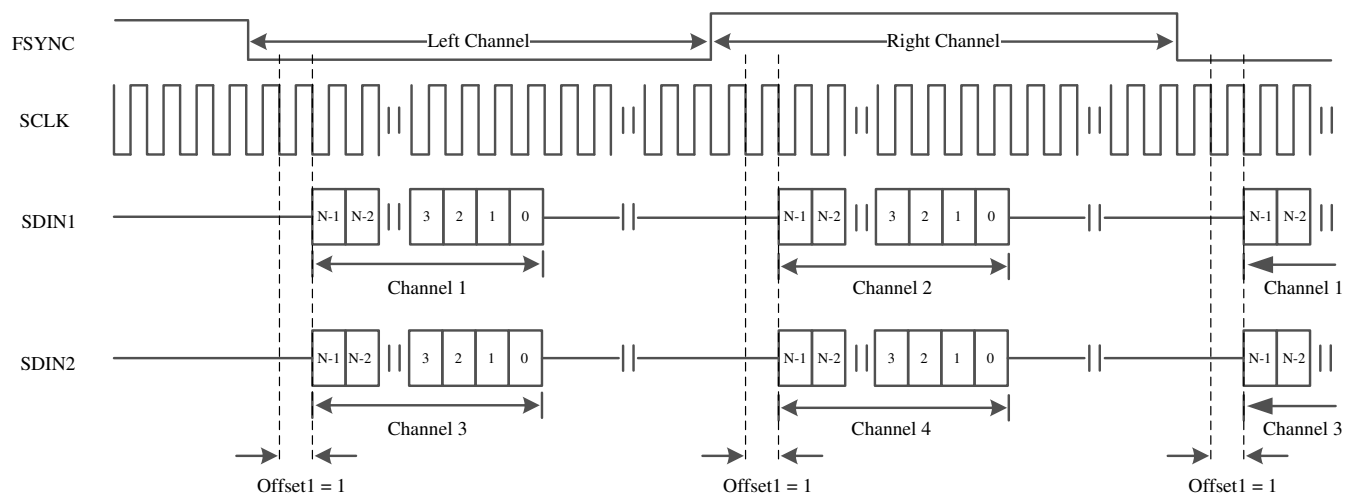 FSYNC
Left Channel
Right Channel
SCLK
SDIN1
N-1 N-2 3 2 1 0 N-1 N-2 3 2 1 0 N-1 N-2
Channel 1 Channel 2 Channel 1
SDIN2
N-1 N-2 3 2 1 0 N-1 N-2 3 2 1 0 N-1 N-2
Channel 3 Channel 4 Channel 3
Offset1 = 1 Offset1 = 1 Offset1 = 1